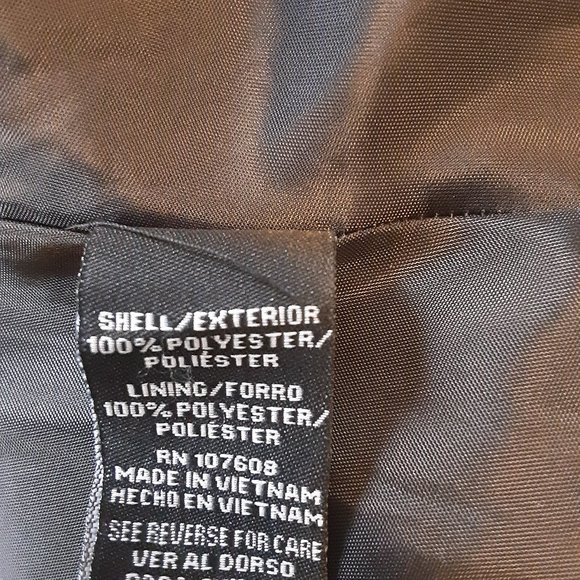 SHELL/EXTERIOR
100% POLYESTER/
POLIÉSTER
LINING/FORRO
100% POLYESTER/
POLIÉSTER
RN 107608
MADE IN VIETNAM
HECHO EN VIETNAM
SEE REVERSE FOR CARE
VER AL DORSO